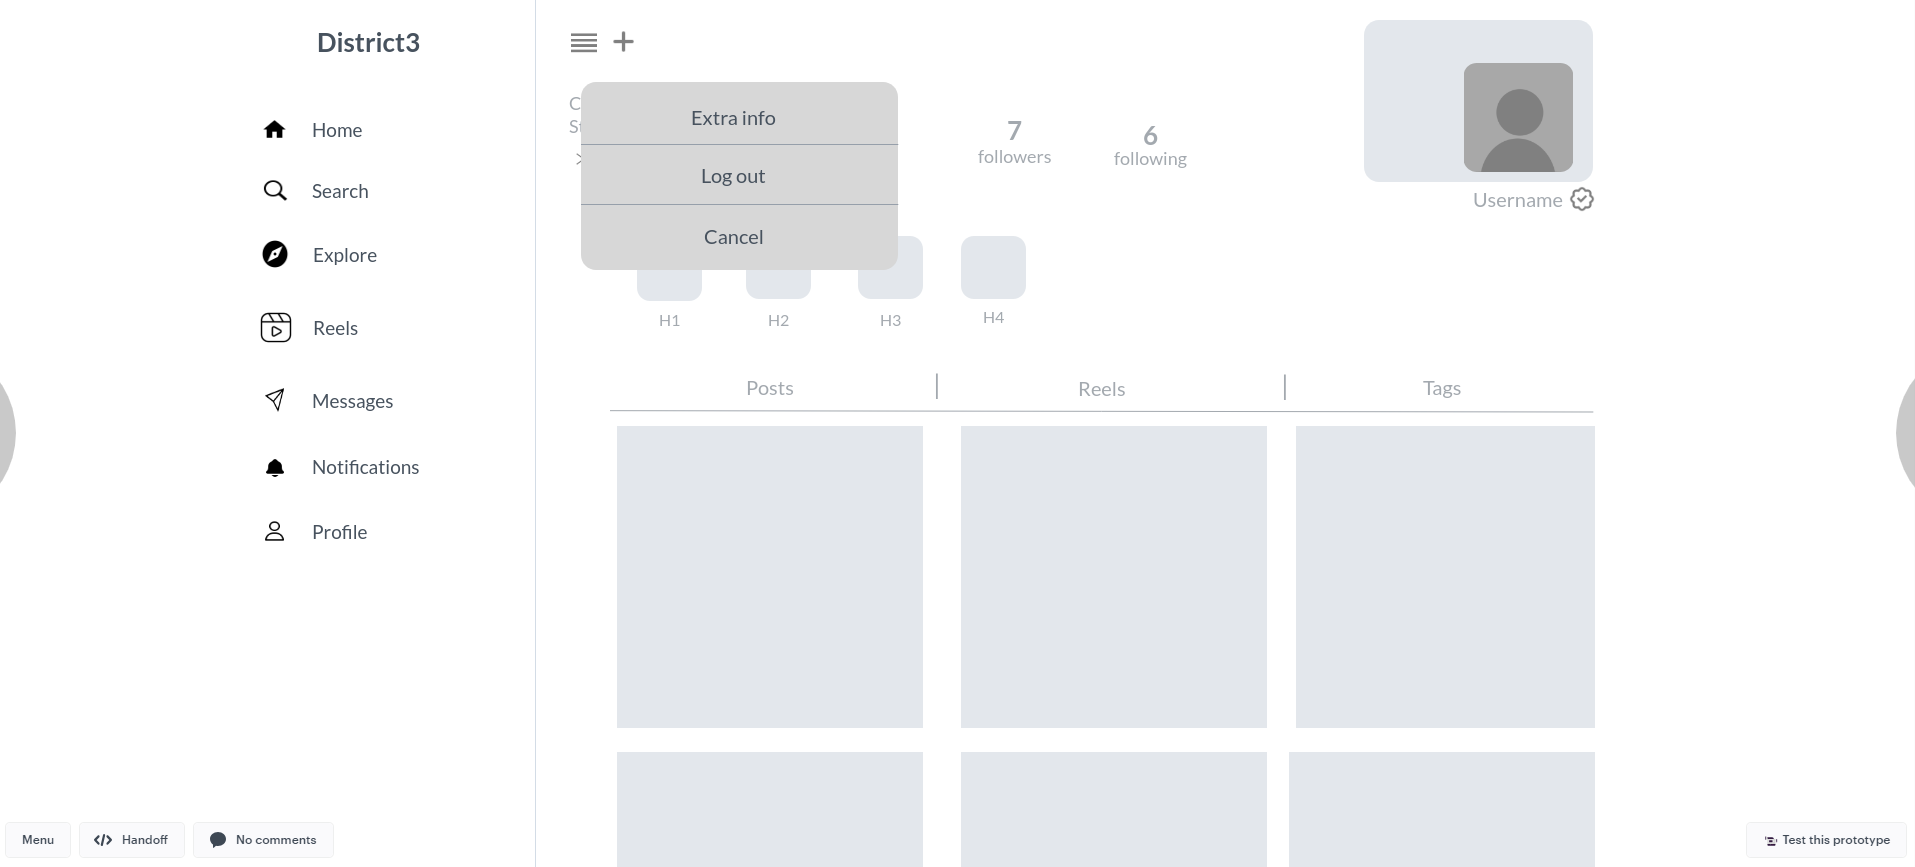 District3
Home
Search
Explore
Reels
Messages
Notifications
Profile
Extra info
Log out
Cancel
7
followers
6
following
Username
H1
H2
H3
H4
Posts
Reels
Tags
Menu
Handoff
No comments
Test this prototype